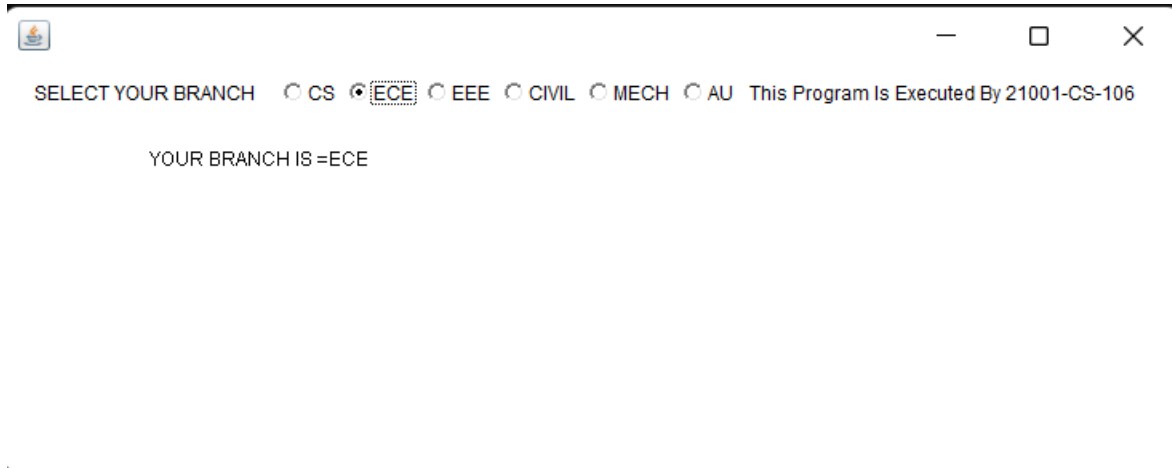 SELECT YOUR BRANCH CS ECE EEE CIVIL MECH AU This Program Is Executed By 21001-CS-106
YOUR BRANCH IS =ECE